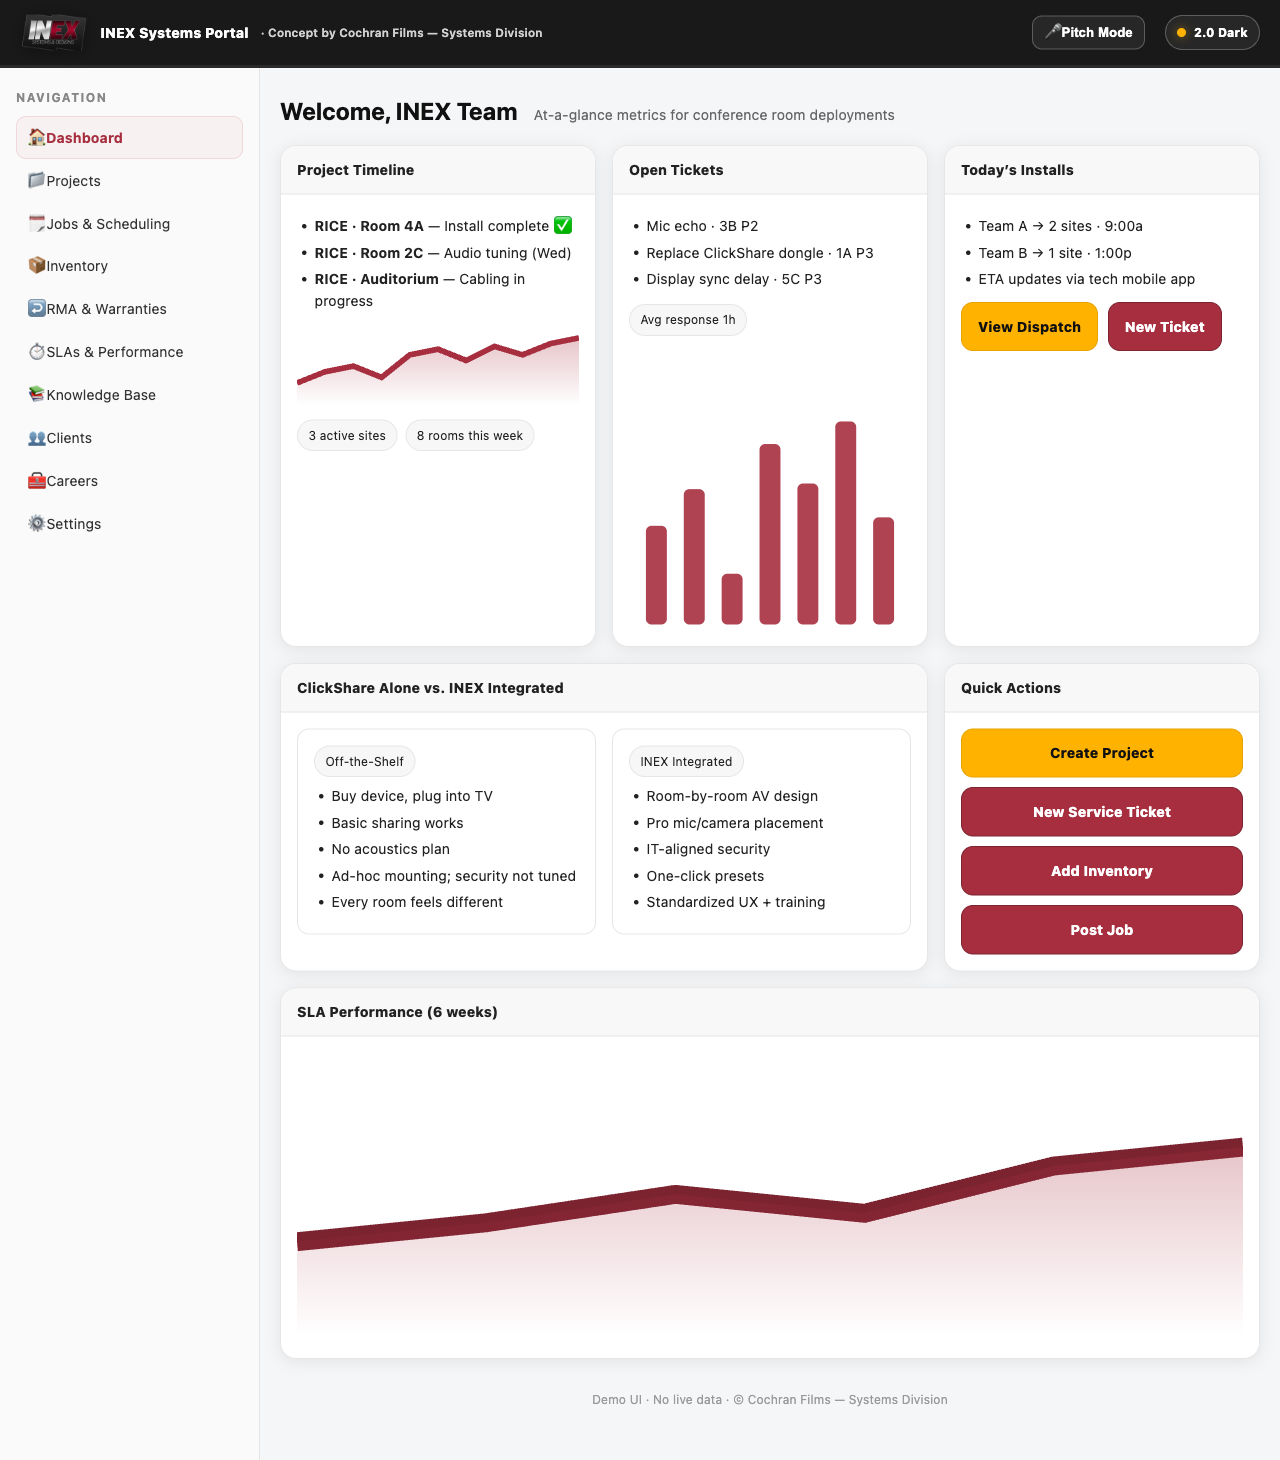 INEX
INEX Systems Portal · Concept by Cochran Films — Systems Division
🎤Pitch Mode
2.0 Dark
NAVIGATION
🏠Dashboard
📁Projects
🗓️Jobs & Scheduling
📦Inventory
↩️RMA & Warranties
⏱️SLAs & Performance
📚Knowledge Base
👥Clients
🧰Careers
⚙️Settings
Welcome, INEX Team At-a-glance metrics for conference room deployments
Project Timeline
• RICE · Room 4A — Install complete ✅
• RICE · Room 2C — Audio tuning (Wed)
• RICE · Auditorium — Cabling in
progress
3 active sites
8 rooms this week
Open Tickets
• Mic echo · 3B P2
• Replace ClickShare dongle · 1A P3
• Display sync delay · 5C P3
Avg response 1h
Today’s Installs
• Team A → 2 sites · 9:00a
• Team B → 1 site · 1:00p
• ETA updates via tech mobile app
View Dispatch
New Ticket
ClickShare Alone vs. INEX Integrated
Off-the-Shelf
• Buy device, plug into TV
• Basic sharing works
• No acoustics plan
• Ad-hoc mounting; security not tuned
• Every room feels different
INEX Integrated
• Room-by-room AV design
• Pro mic/camera placement
• IT-aligned security
• One-click presets
• Standardized UX + training
Quick Actions
Create Project
New Service Ticket
Add Inventory
Post Job
SLA Performance (6 weeks)
Demo UI · No live data · © Cochran Films — Systems Division